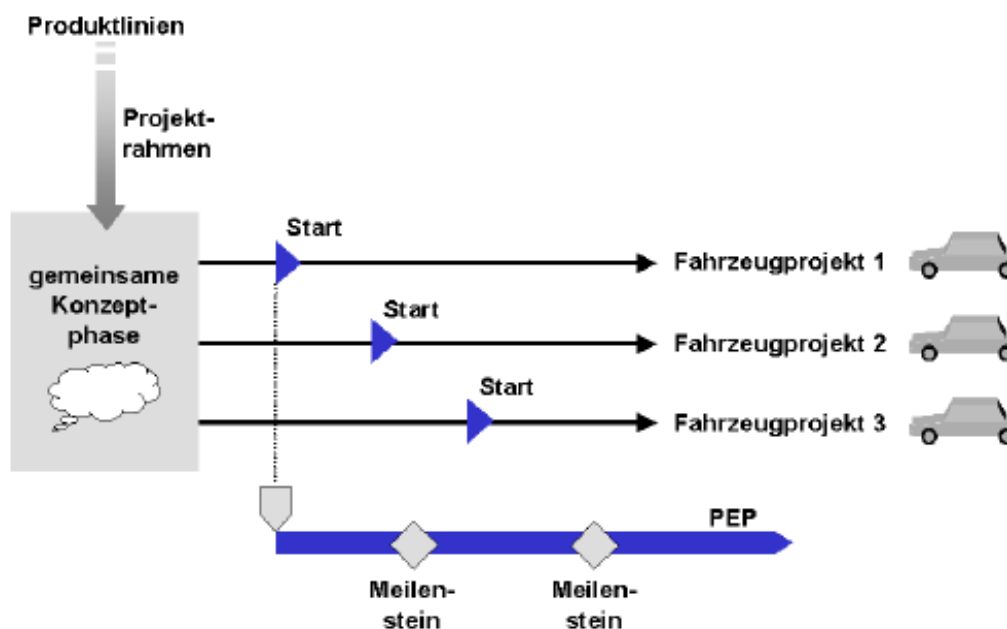 Produktlinien
Projekt-
rahmen
gemeinsame
Konzept-
phase
Start
Fahrzeugprojekt 1
Start
Fahrzeugprojekt 2
Start
Fahrzeugprojekt 3
PEP
Meilen-
stein
Meilen-
stein